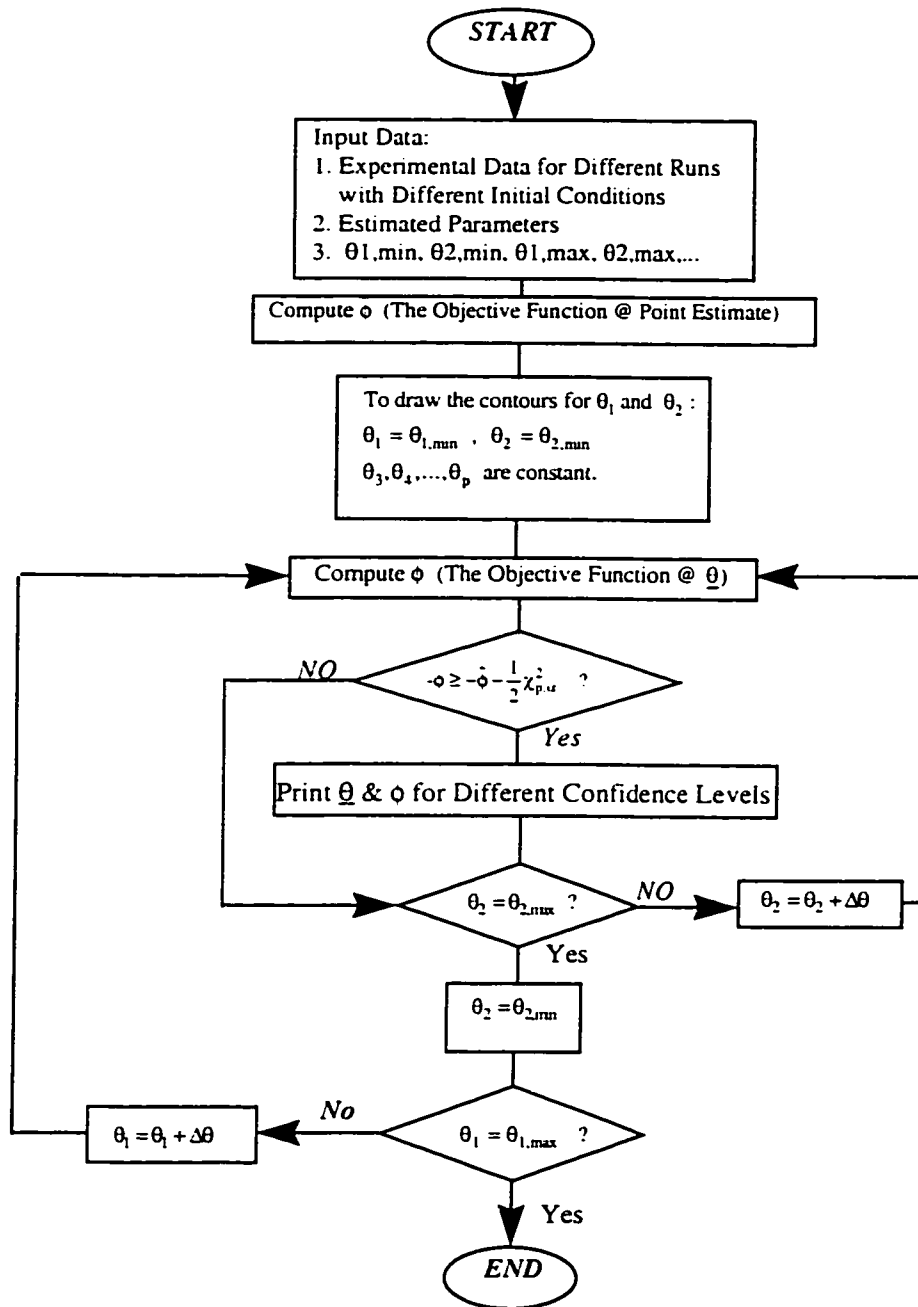 START
Input Data:
1. Experimental Data for Different Runs
with Different Initial Conditions
2. Estimated Parameters
3. θ1,min, θ2,min, θ1,max, θ2,max,...
Compute φ (The Objective Function @ Point Estimate)
To draw the contours for θ₁ and θ₂ :
θ₁ = θ₁,min , θ₂ = θ₂,min
θ₃,θ₄,...,θp are constant.
Compute φ (The Objective Function @ θ)
NO
-φ ≥ -φ̂ - 1/2 χ²p,α ?
Yes
Print θ & φ for Different Confidence Levels
θ₂ = θ₂,max ?
NO
θ₂ = θ₂ + Δθ
Yes
θ₂ = θ₂,min
No
θ₁ = θ₁ + Δθ
θ₁ = θ₁,max ?
Yes
END